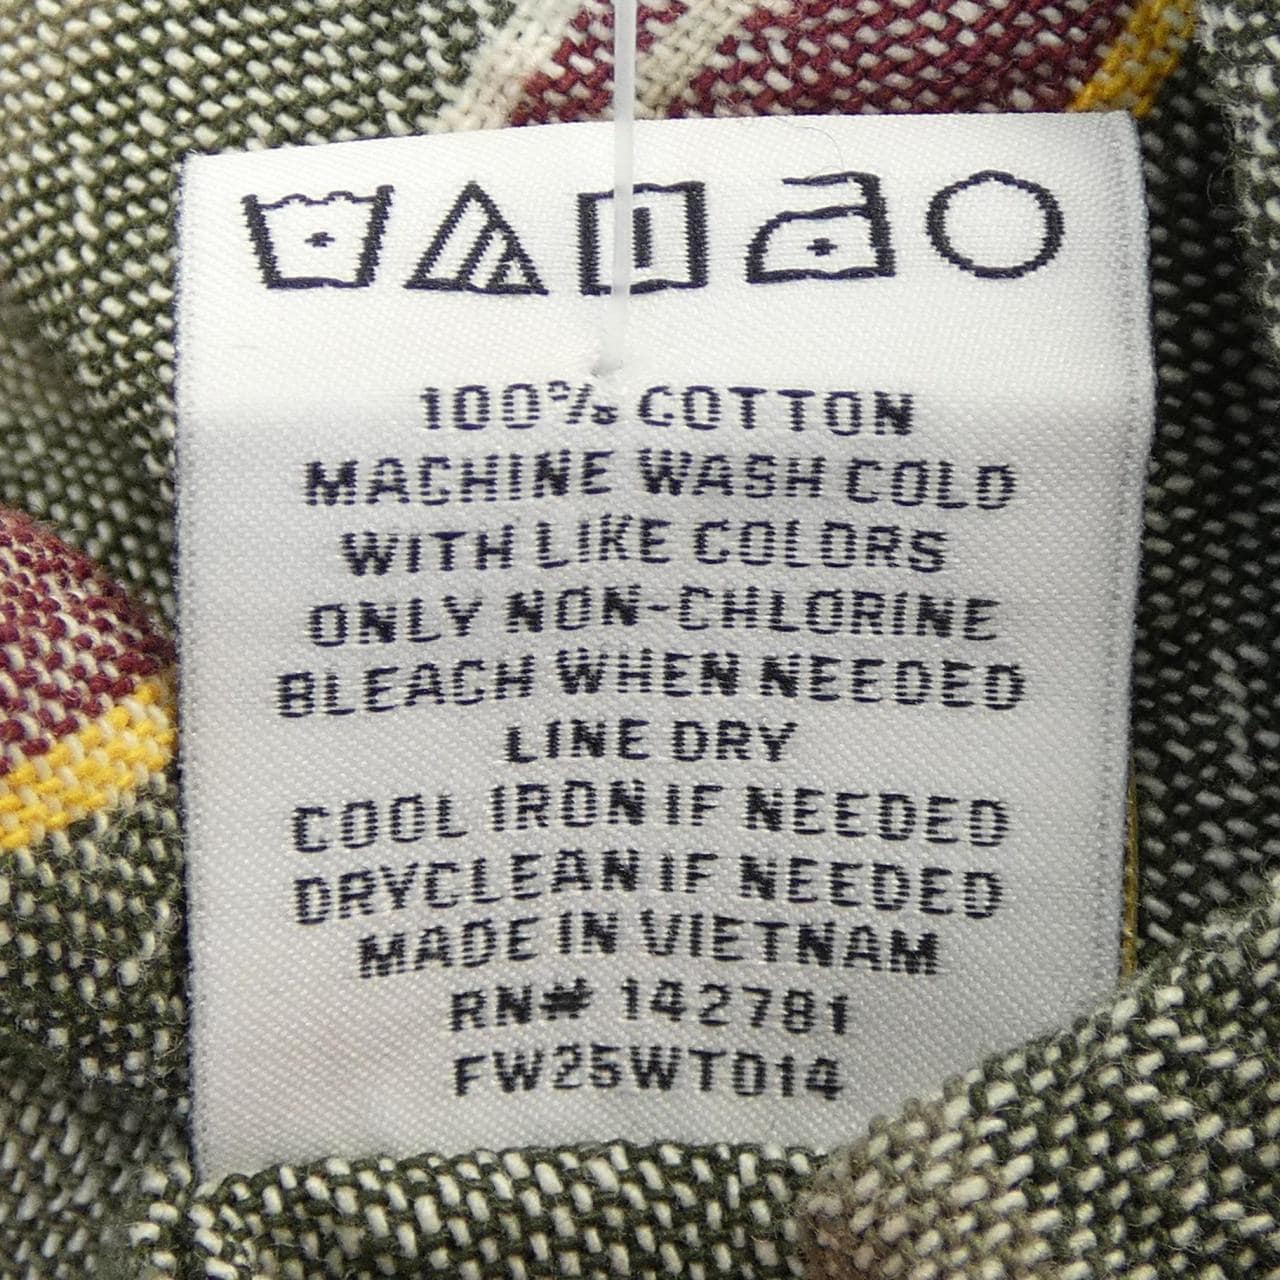 100% COTTON
MACHINE WASH COLD
WITH LIKE COLORS
ONLY NON-CHLORINE
BLEACH WHEN NEEDED
LINE DRY
COOL IRON IF NEEDED
DRYCLEAN IF NEEDED
MADE IN VIETNAM
RN# 142781
FW25WT014